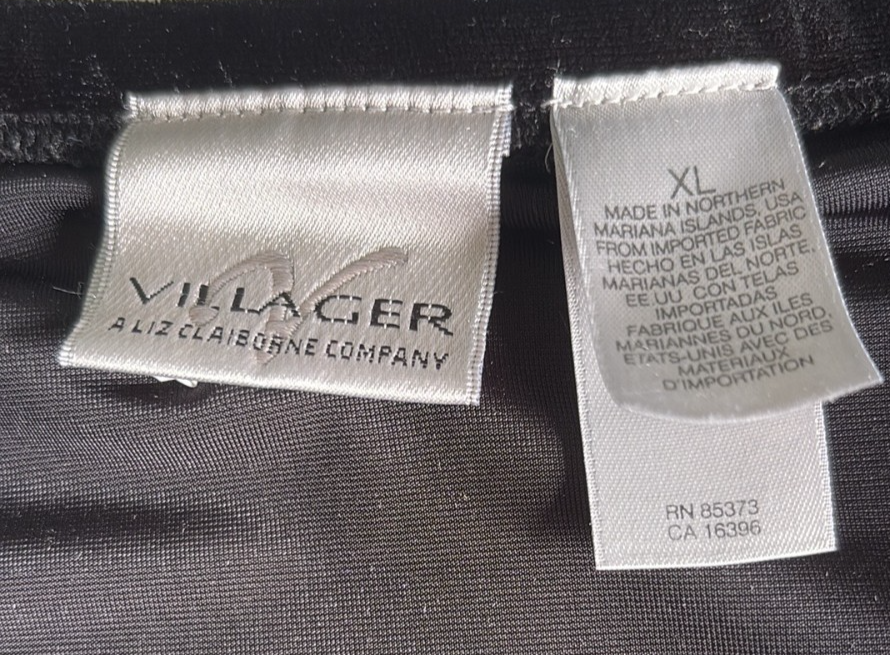 VILLAGER
A LIZ CLAIBORNE COMPANY
XL
MADE IN NORTHERN
MARIANA ISLANDS, USA
FROM IMPORTED FABRIC
HECHO EN LAS ISLAS
MARIANAS DEL NORTE,
EE.UU CON TELAS
IMPORTADAS
FABRIQUE AUX ILES
MARIANNES DU NORD,
ETATS-UNIS AVEC DES
MATERIAUX
D'IMPORTATION
RN 85373
CA 16396